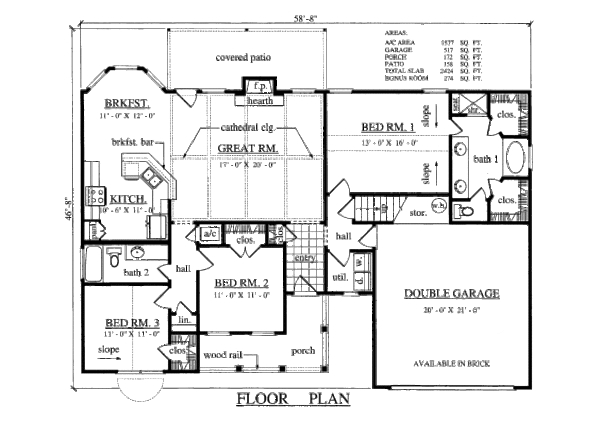 58'-8"
AREAS.
A/C AREA 1577 SQ. FT.
GARAGE 517 SQ. FT.
PORCH 172 SQ. FT.
PATIO 158 SQ. FT.
TOTAL SLAB 2424 SQ. FT.
BONUS ROOM 274 SQ. FT.
covered patio
f.p.
hearth
BRKFST.
11'-0" X 12'-0"
cathedral clg.
GREAT RM.
17'-0" X 20'-0"
brkfst. bar
slope
BED RM. 1
13'-0" X 16'-0"
slope
seat
shr.
clos.
bath 1
clos.
46'-8"
KITCH.
10'-6" X 11'-0"
pant.
up
stor.
w.h.
a/c
clos.
clos.
hall
entry
hall
bath 2
util.
w.
d.
BED RM. 2
11'-0" X 11'-0"
DOUBLE GARAGE
20'-0" X 21'-6"
BED RM. 3
11'-0" X 11'-0"
lin.
slope
clos.
wood rail
porch
AVAILABLE IN BRICK
FLOOR PLAN